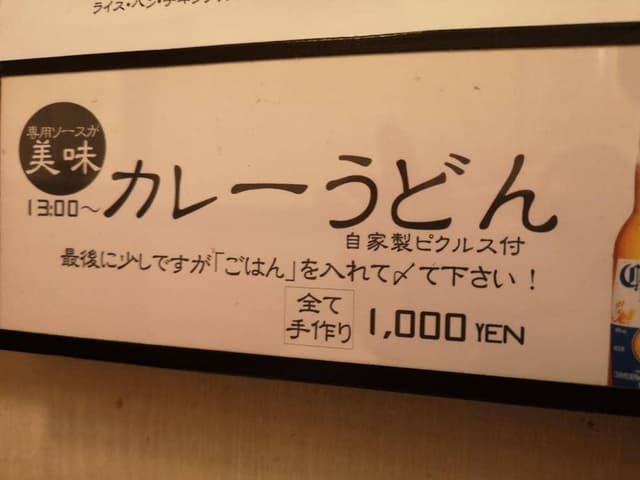 専用ソースが
美味
13:00～
カレーうどん
自家製ピクルス付
最後に少しですが「ごはん」を入れて〆て下さい！
全て
手作り
1,000 YEN